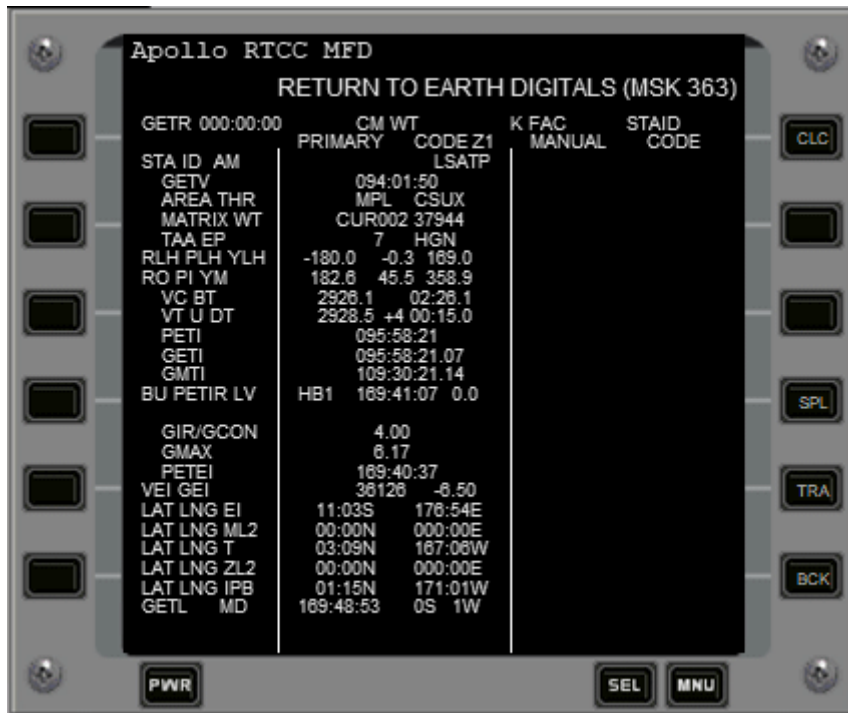 Apollo RTCC MFD
RETURN TO EARTH DIGITALS (MSK 363)
GETR 000:00:00 CM WT K FAC STAID
PRIMARY CODE Z1 MANUAL CODE
CLC
STA ID AM LSATP
GETV 094:01:50
AREA THR MPL CSUX
MATRIX WT CUR002 37944
TAA EP 7 HGN
RLH PLH YLH -180.0 -0.3 169.0
RO PI YM 182.6 45.5 358.9
VC BT 2926.1 02:26.1
VT U DT 2928.5 +4 00:15.0
PETI 095:58:21
GETI 095:58:21.07
GMTI 109:30:21.14
BU PETIR LV HB1 169:41:07 0.0
SPL
GIR/GCON 4.00
GMAX 6.17
PETEI 169:40:37
VEI GEI 36126 -6.50
TRA
LAT LNG EI 11:03S 176:54E
LAT LNG ML2 00:00N 000:00E
LAT LNG T 03:09N 167:06W
LAT LNG ZL2 00:00N 000:00E
LAT LNG IPB 01:15N 171:01W
BCK
GETL MD 169:48:53 0S 1W
PWR SEL MNU